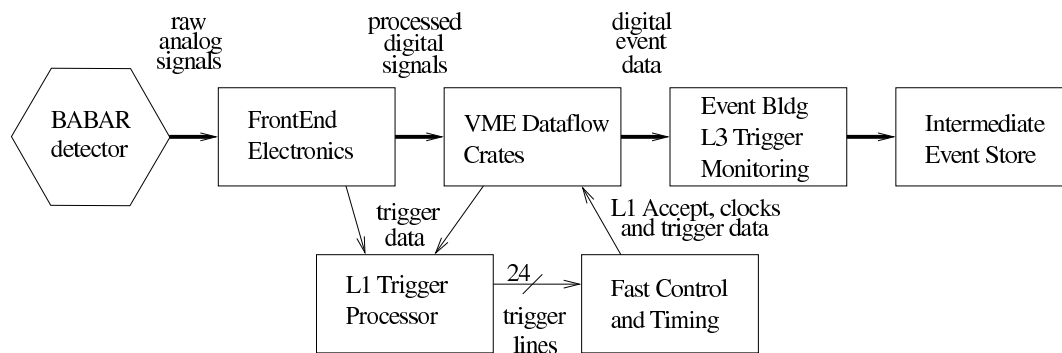 raw
analog
signals
processed
digital
signals
digital
event
data
BABAR
detector
FrontEnd
Electronics
VME Dataflow
Crates
Event Bldg
L3 Trigger
Monitoring
Intermediate
Event Store
trigger
data
L1 Accept, clocks
and trigger data
L1 Trigger
Processor
24
trigger
lines
Fast Control
and Timing